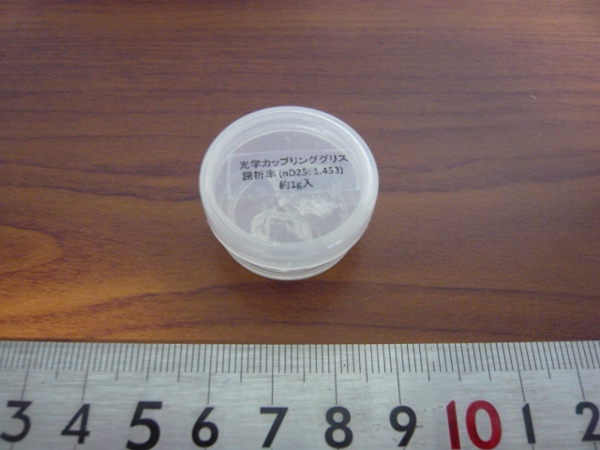 光学カップリンググリス
屈折率 (nD25: 1.453)
約1g入
3 4 5 6 7 8 9 10 1 2